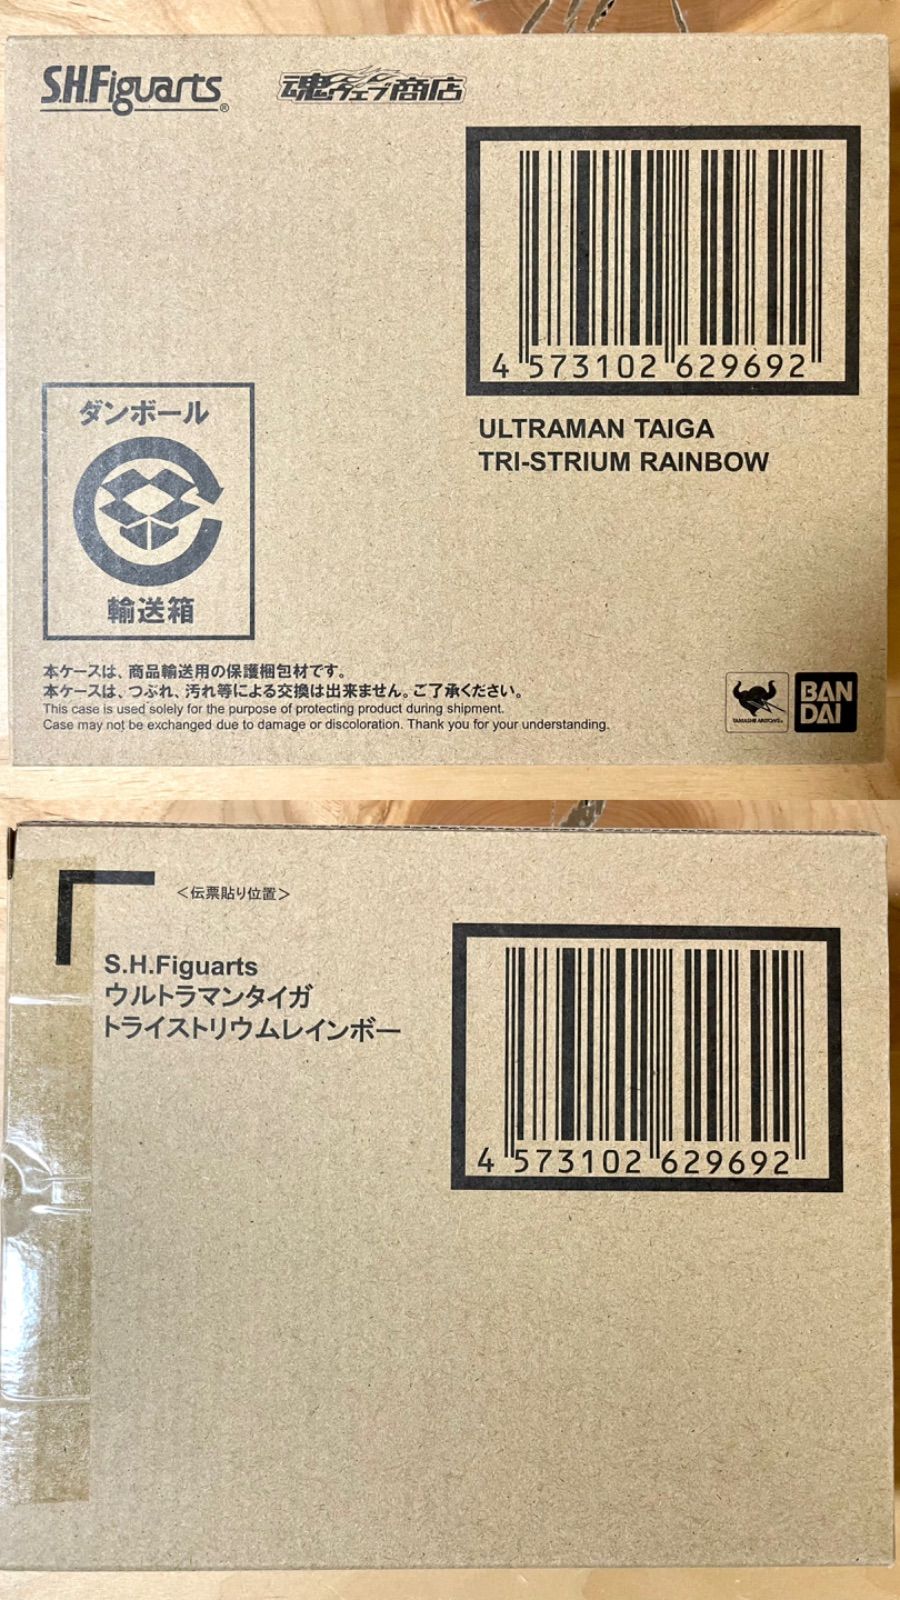 S.H.Figuarts®
魂ウェブ商店
4 573102 629692
ULTRAMAN TAIGA
TRI-STRIUM RAINBOW
ダンボール
輸送箱
本ケースは、商品輸送用の保護梱包材です。
本ケースは、つぶれ、汚れ等による交換は出来ません。ご了承ください。
This case is used solely for the purpose of protecting product during shipment.
Case may not be exchanged due to damage or discoloration. Thank you for your understanding.
TAMASHII NATIONS
BAN
DAI
<伝票貼り位置>
S.H.Figuarts
ウルトラマンタイガ
トライストリウムレインボー
4 573102 629692